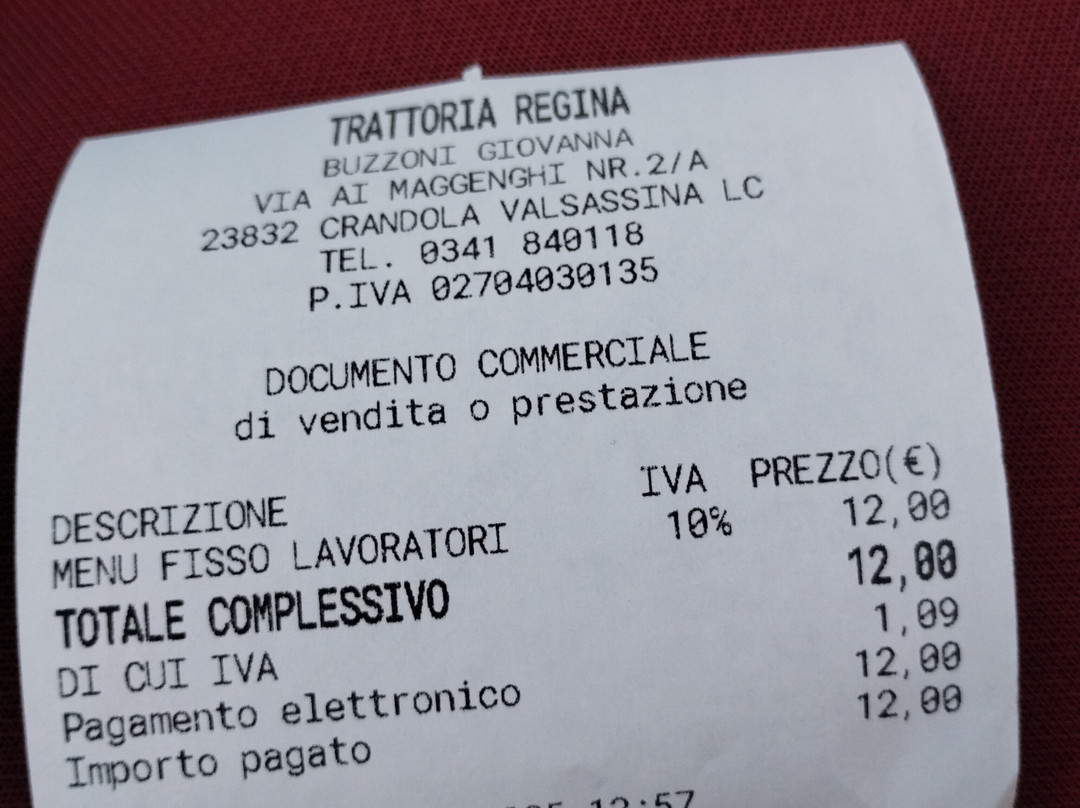 TRATTORIA REGINA
BUZZONI GIOVANNA
VIA AI MAGGENGHI NR.2/A
23832 CRANDOLA VALSASSINA LC
TEL. 0341 840118
P.IVA 02704030135
DOCUMENTO COMMERCIALE
di vendita o prestazione
DESCRIZIONE IVA PREZZO(€)
MENU FISSO LAVORATORI 10% 12,00
TOTALE COMPLESSIVO 12,00
DI CUI IVA 1,09
Pagamento elettronico 12,00
Importo pagato 12,00
12:57